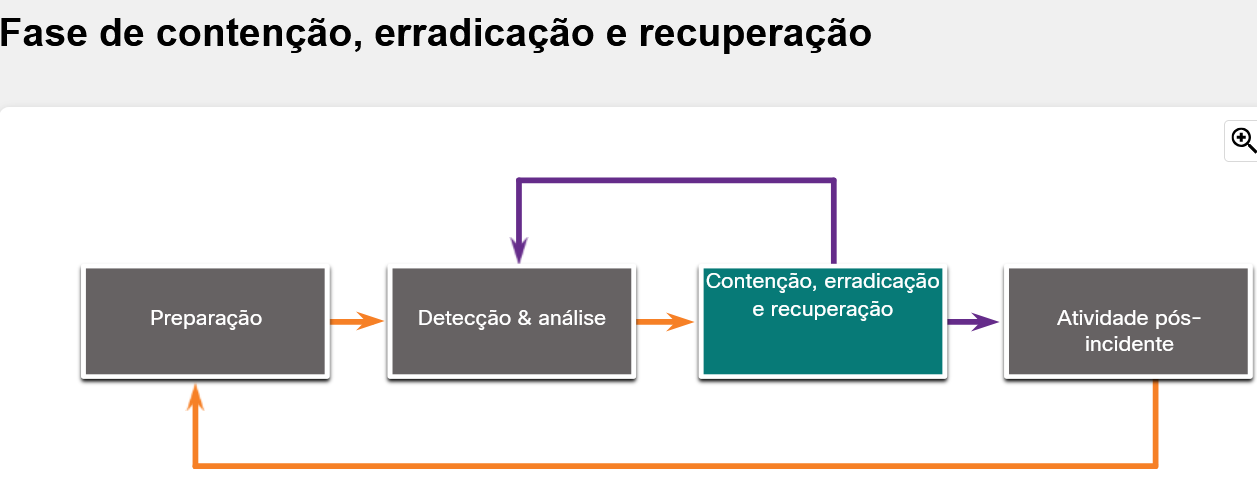 Fase de contenção, erradicação e recuperação
Preparação
Detecção & análise
Contenção, erradicação
e recuperação
Atividade pós-
incidente